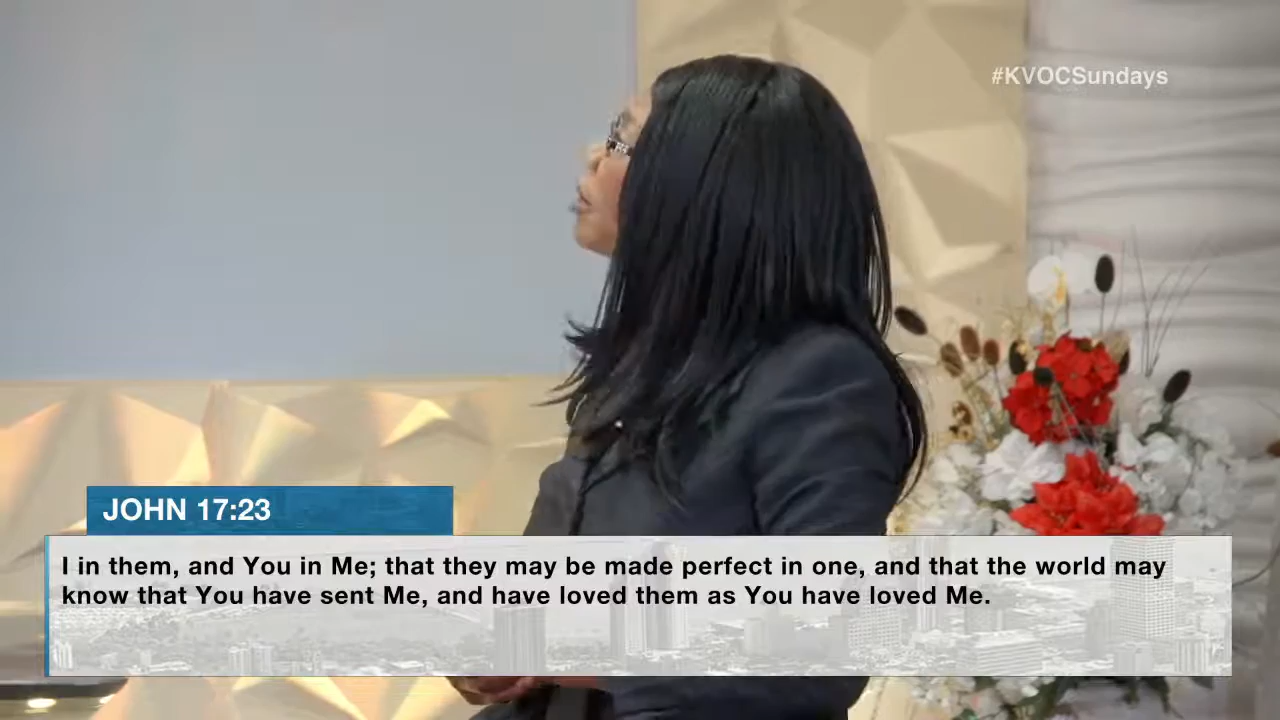 #KVOCSundays
JOHN 17:23
I in them, and You in Me; that they may be made perfect in one, and that the world may
know that You have sent Me, and have loved them as You have loved Me.